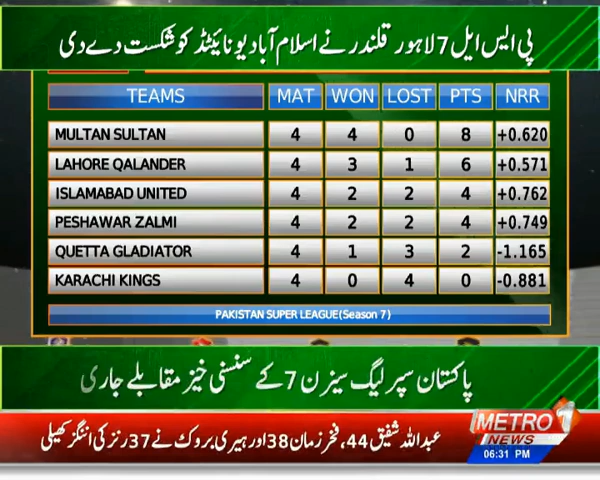 پی ایس ایل 7 لاہور قلندر نے اسلام آباد یونائیٹڈ کو شکست دے دی
TEAMS MAT WON LOST PTS NRR
MULTAN SULTAN 4 4 0 8 +0.620
LAHORE QALANDER 4 3 1 6 +0.571
ISLAMABAD UNITED 4 2 2 4 +0.762
PESHAWAR ZALMI 4 2 2 4 +0.749
QUETTA GLADIATOR 4 1 3 2 -1.165
KARACHI KINGS 4 0 4 0 -0.881
PAKISTAN SUPER LEAGUE(Season 7)
پاکستان سپر لیگ سیزن 7 کے سنسنی خیز مقابلے جاری
METRO 1
NEWS
عبداللہ شفیق 44، فخر زمان 38 اور ہیری بروک نے 37 رنز کی اننگز کھیلی
06:31 PM